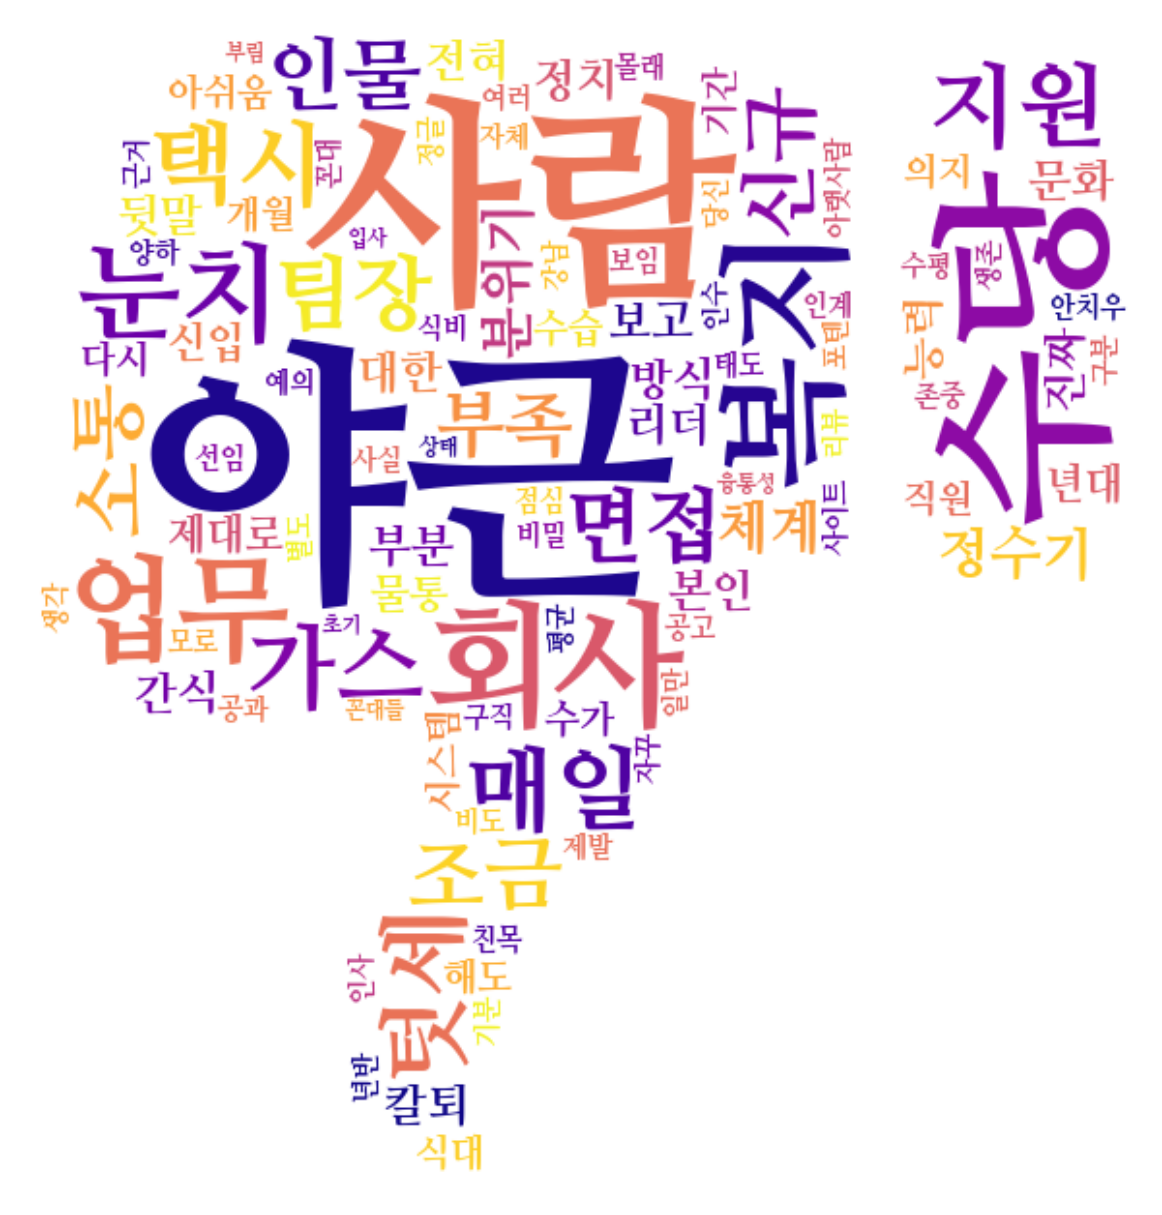 부림
인물
전혀
정치
몰래
지원
아쉬움
여러
기간
신규
택시
사람
정글
자체
근거
꼰대
아랫사람
의지
문화
뒷말
개월
당신
수당
양하
입사
분위기
강남
보임
복지
수평
생존
눈치
팀장
인계
안치우
신입
식비
수습
보고
인수
포텐
능력
진짜
구분
다시
예의
대한
방식
태도
야근
존중
소통
부족
리더
리뷰
선임
사실
상태
융통성
직원
년대
점심
면접
체계
사이트
제대로
별도
부분
비밀
정수기
업무
물통
본인
생각
모로
초기
가스
회사
평균
공고
간식
공과
꼰대들
구직
수가
일만
시스템
매일
자꾸
비도
조금
제발
텃세
친목
인사
해도
기분
년반
칼퇴
식대